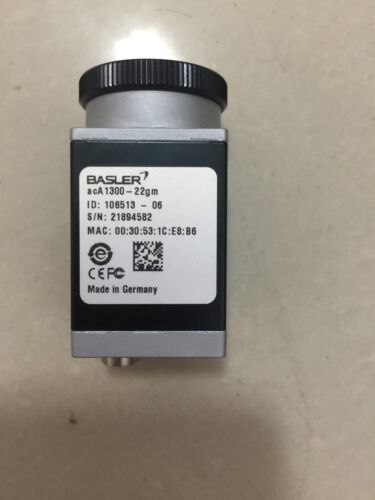 BASLER
acA1300-22gm
ID: 106513 - 06
S/N: 21894582
MAC: 00:30:53:1C:E8:B6
e
CE FC
Made in Germany